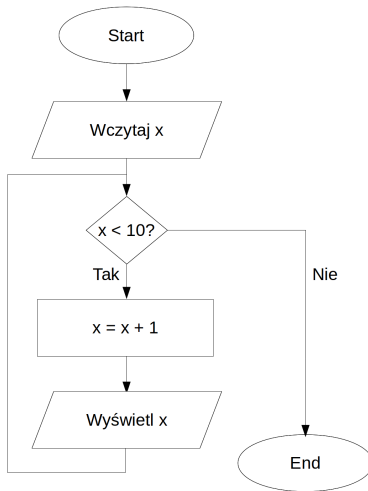 Start
Wczytaj x
x < 10?
Tak
Nie
x = x + 1
Wyświetl x
End